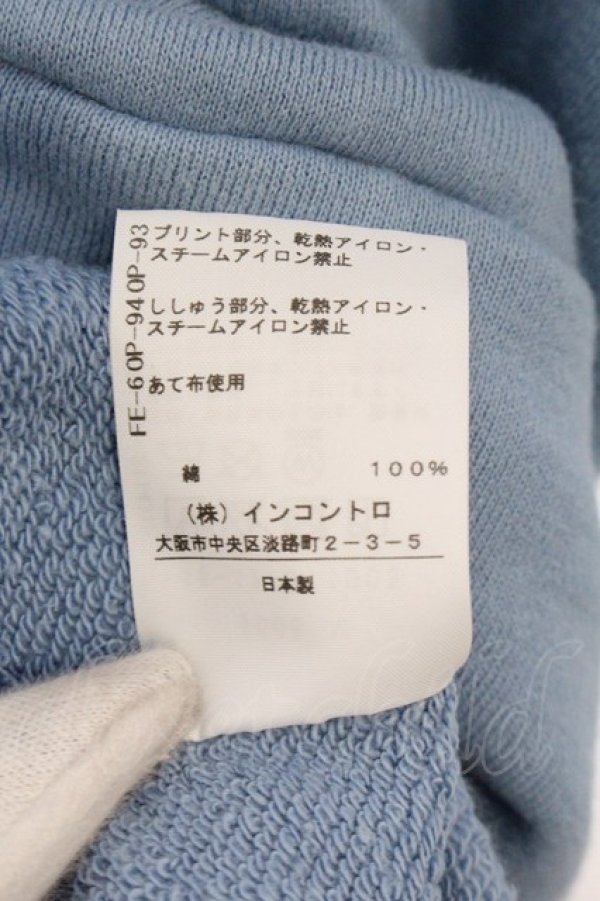 プリント部分、乾熱アイロン・
スチームアイロン禁止
ししゅう部分、乾熱アイロン・
スチームアイロン禁止
あて布使用
綿 100%
(株) インコントロ
大阪市中央区淡路町2-3-5
日本製
FE-60P-940P-93